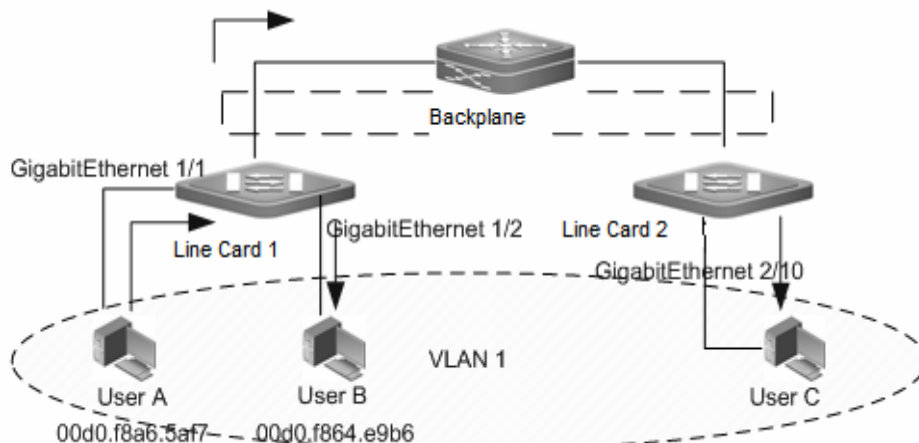 Backplane
GigabitEthernet 1/1
Line Card 1
GigabitEthernet 1/2
Line Card 2
GigabitEthernet 2/10
VLAN 1
User A
User B
User C
00d0.f8a6.5af7
00d0.f864.e9b6